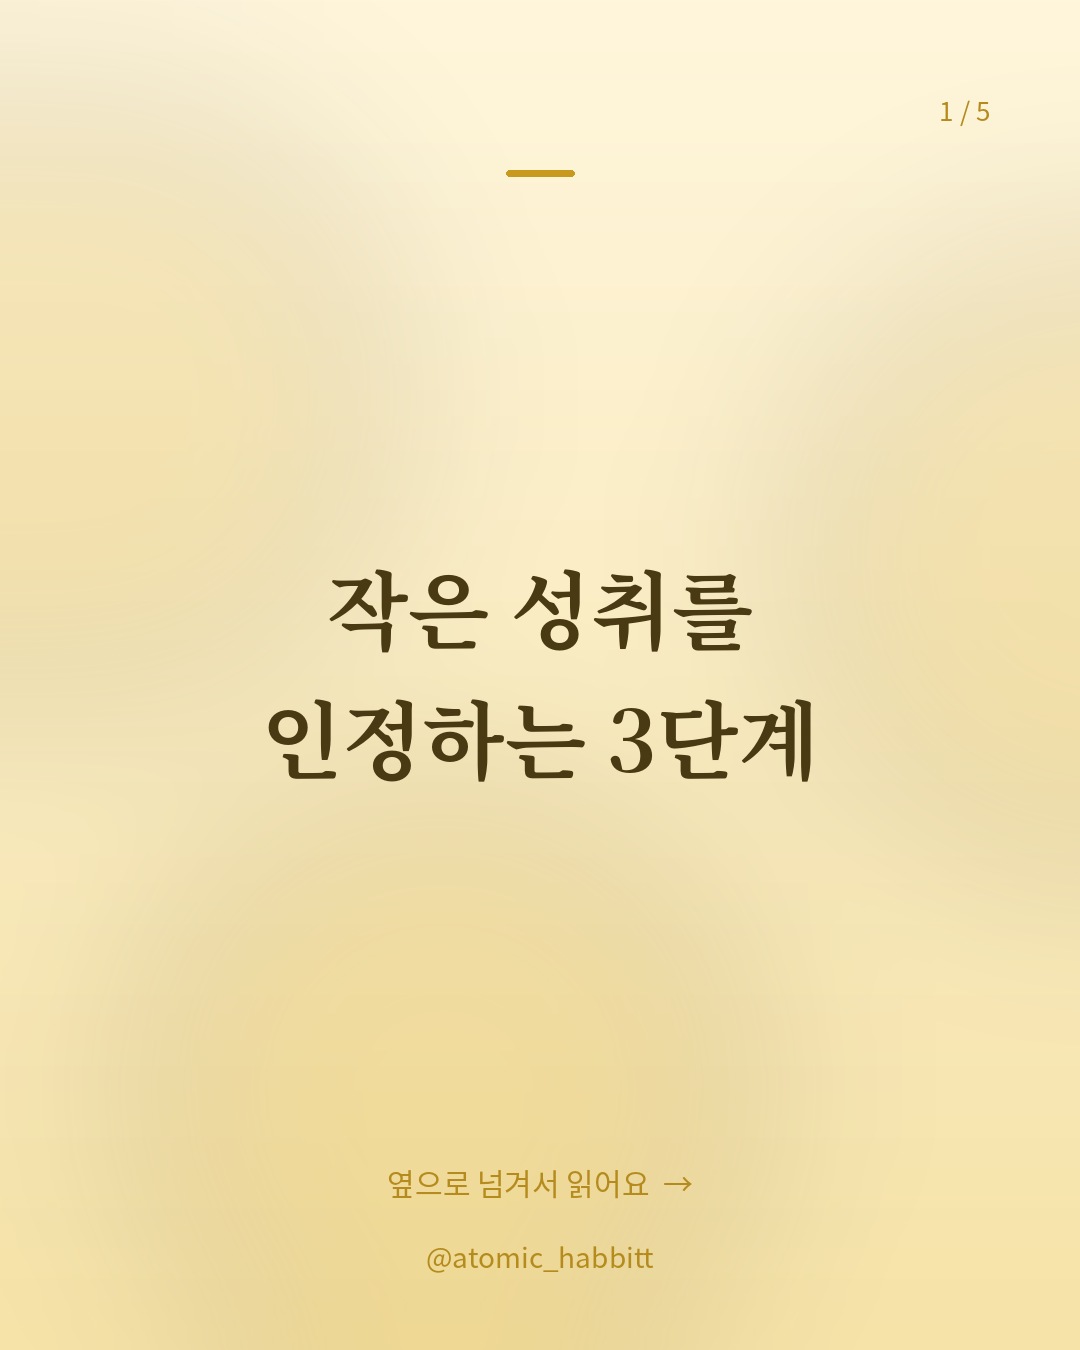 1 / 5
작은 성취를
인정하는 3단계
옆으로 넘겨서 읽어요 →
@atomic_habbitt